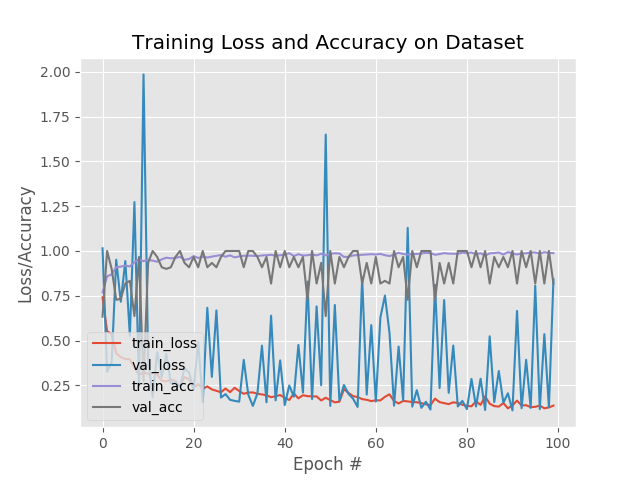 Training Loss and Accuracy on Dataset
2.00
1.75
1.50
1.25
1.00
0.75
0.50
0.25
Loss/Accuracy
train_loss
val_loss
train_acc
val_acc
0 20 40 60 80 100
Epoch #